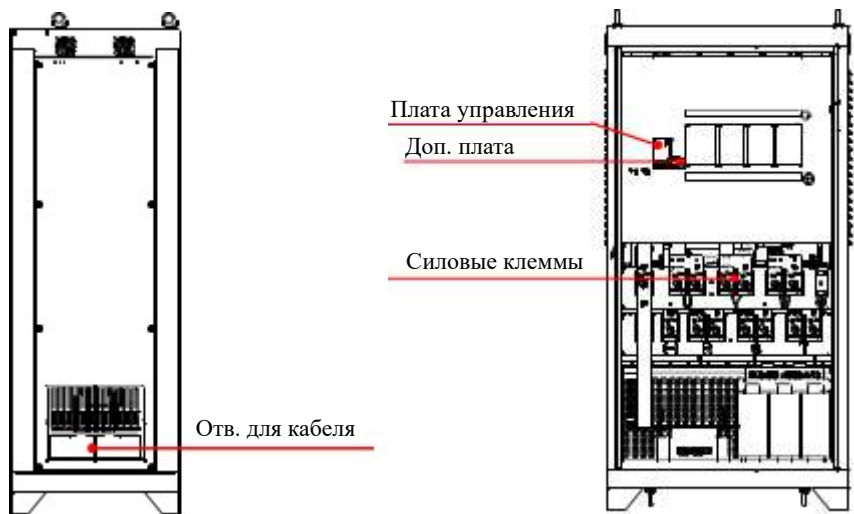 Плата управления
Доп. плата
Силовые клеммы
Отв. для кабеля